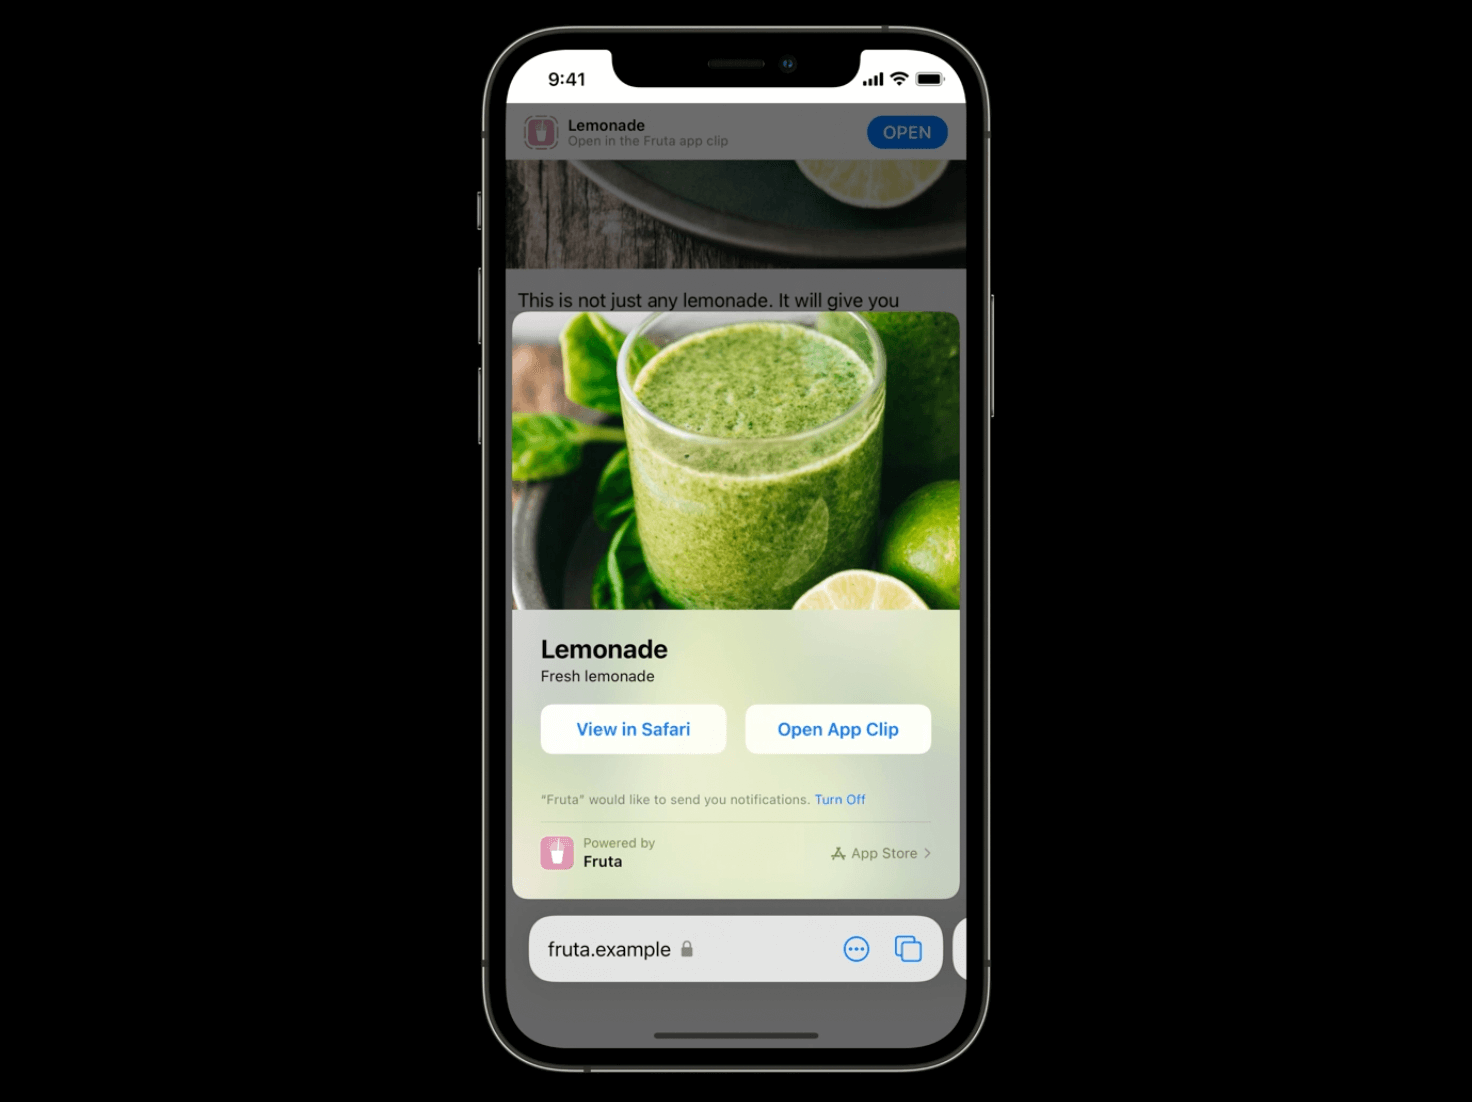 9:41
Lemonade
Open in the Fruta app clip
OPEN
This is not just any lemonade. It will give you
Lemonade
Fresh lemonade
View in Safari
Open App Clip
“Fruta” would like to send you notifications. Turn Off
Powered by
Fruta
App Store
fruta.example